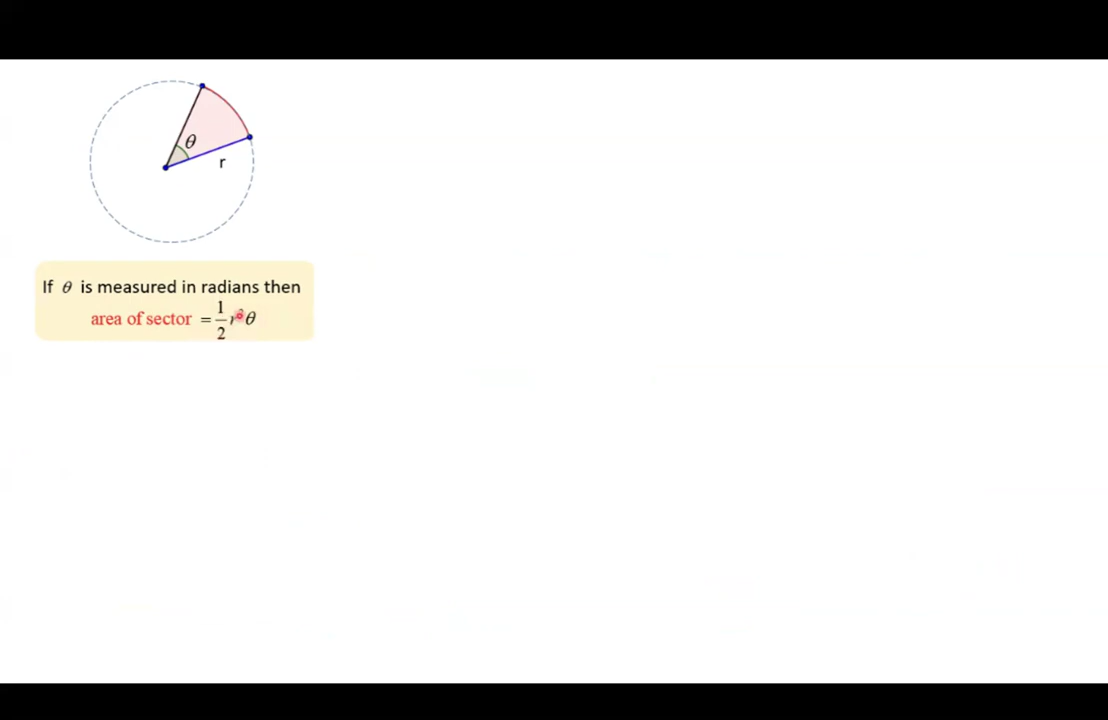 θ
r
If θ is measured in radians then
area of sector = 1/2 r²θ